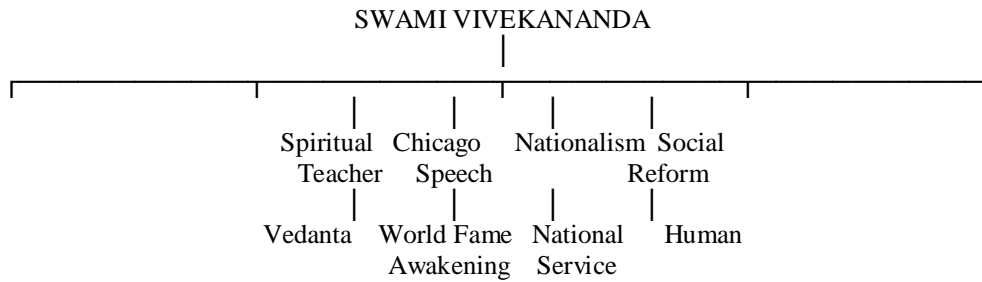 SWAMI VIVEKANANDA
Spiritual Chicago Nationalism Social
Teacher Speech Reform
Vedanta World Fame National Human
Awakening Service